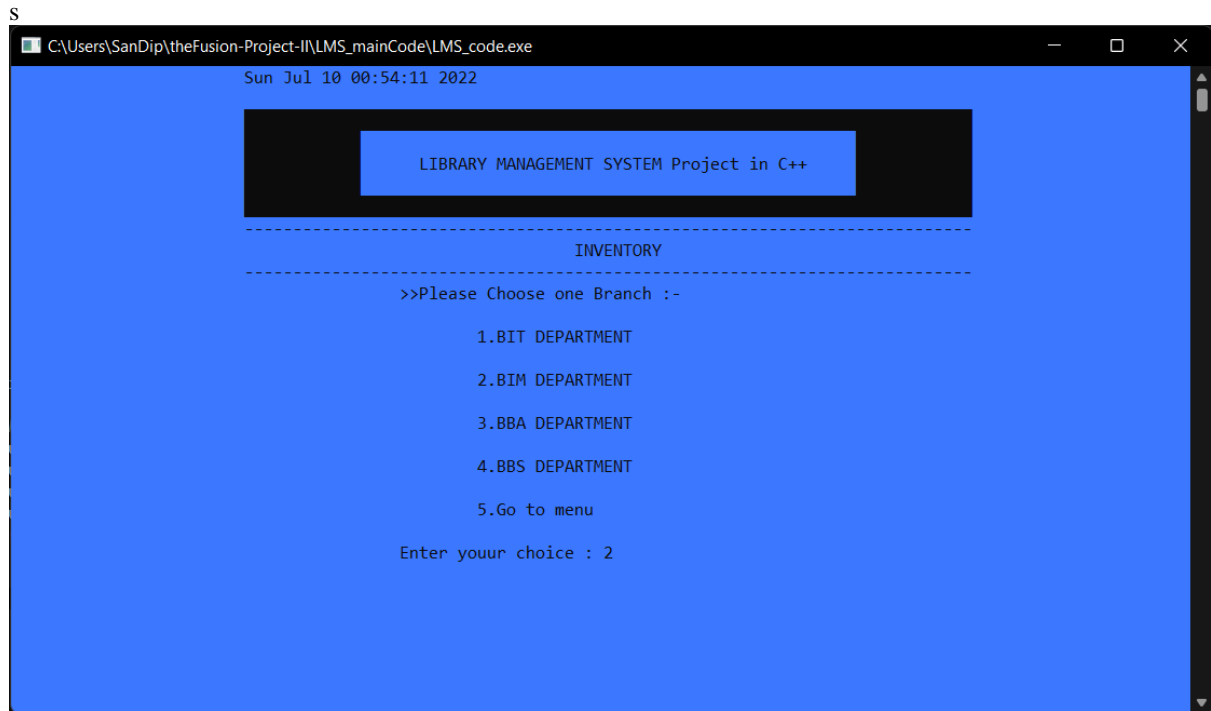 s
C:\Users\SanDip\theFusion-Project-II\LMS_mainCode\LMS_code.exe
Sun Jul 10 00:54:11 2022
LIBRARY MANAGEMENT SYSTEM Project in C++
--------------------------------------------------------------------------
INVENTORY
--------------------------------------------------------------------------
>>Please Choose one Branch :-
1.BIT DEPARTMENT
2.BIM DEPARTMENT
3.BBA DEPARTMENT
4.BBS DEPARTMENT
5.Go to menu
Enter youur choice : 2